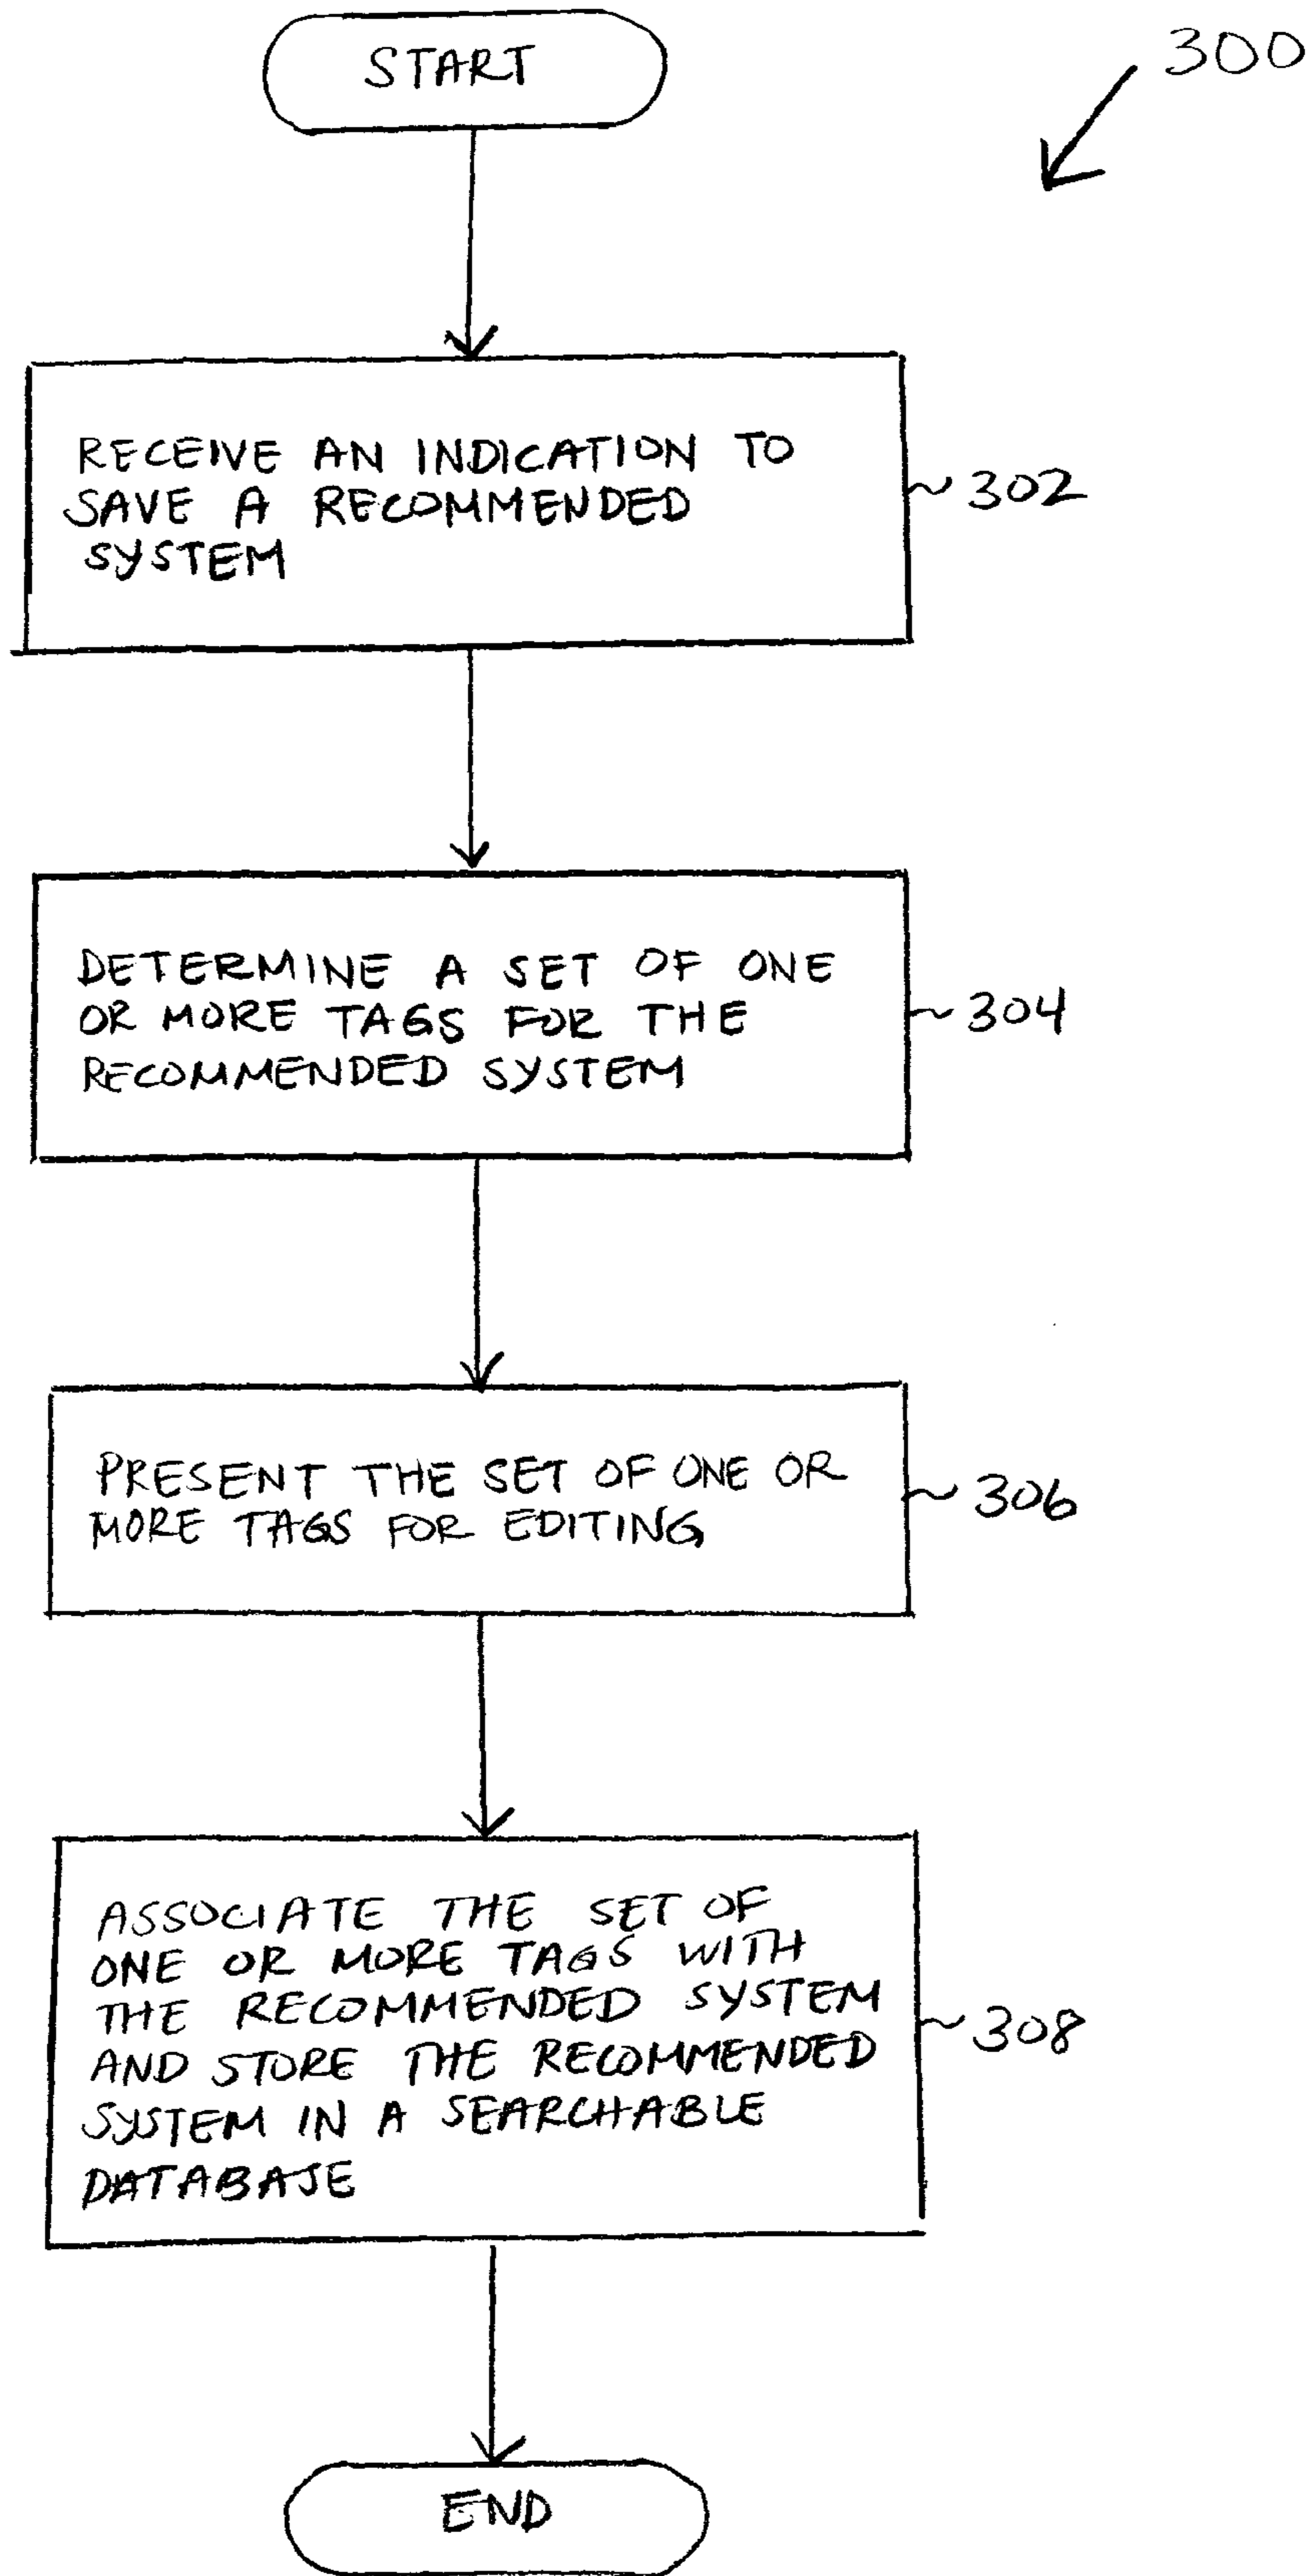 START
300
RECEIVE AN INDICATION TO
SAVE A RECOMMENDED
SYSTEM
302
DETERMINE A SET OF ONE
OR MORE TAGS FOR THE
RECOMMENDED SYSTEM
304
PRESENT THE SET OF ONE OR
MORE TAGS FOR EDITING
306
ASSOCIATE THE SET OF
ONE OR MORE TAGS WITH
THE RECOMMENDED SYSTEM
AND STORE THE RECOMMENDED
SYSTEM IN A SEARCHABLE
DATABASE
308
END